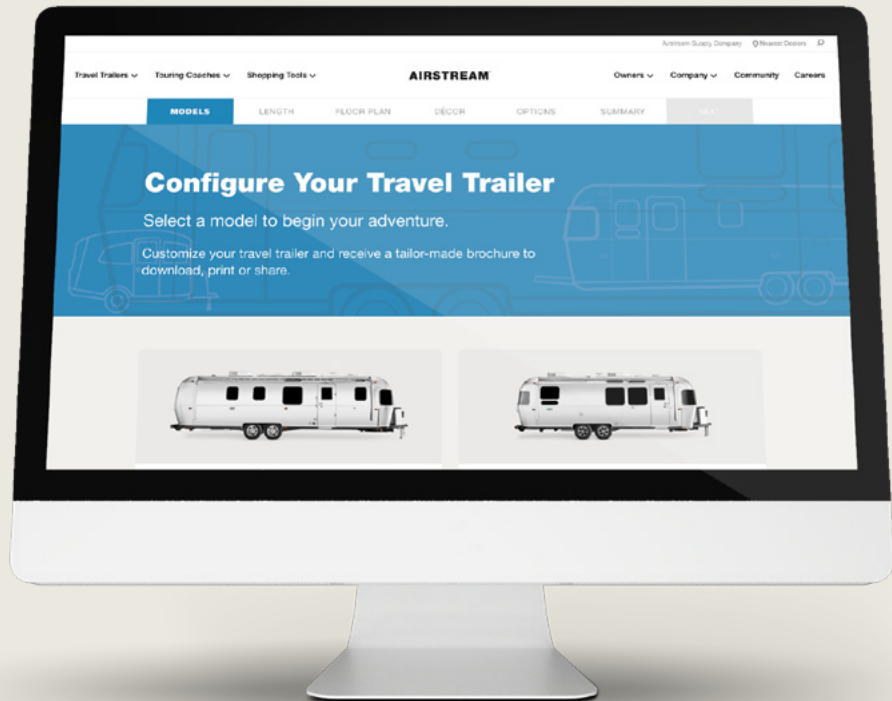 Airstream Supply Company Nearest Dealers
Travel Trailers Touring Coaches Shopping Tools AIRSTREAM Owners Company Community Careers
MODELS LENGTH FLOOR PLAN DÉCOR OPTIONS SUMMARY NEXT
Configure Your Travel Trailer
Select a model to begin your adventure.
Customize your travel trailer and receive a tailor-made brochure to
download, print or share.